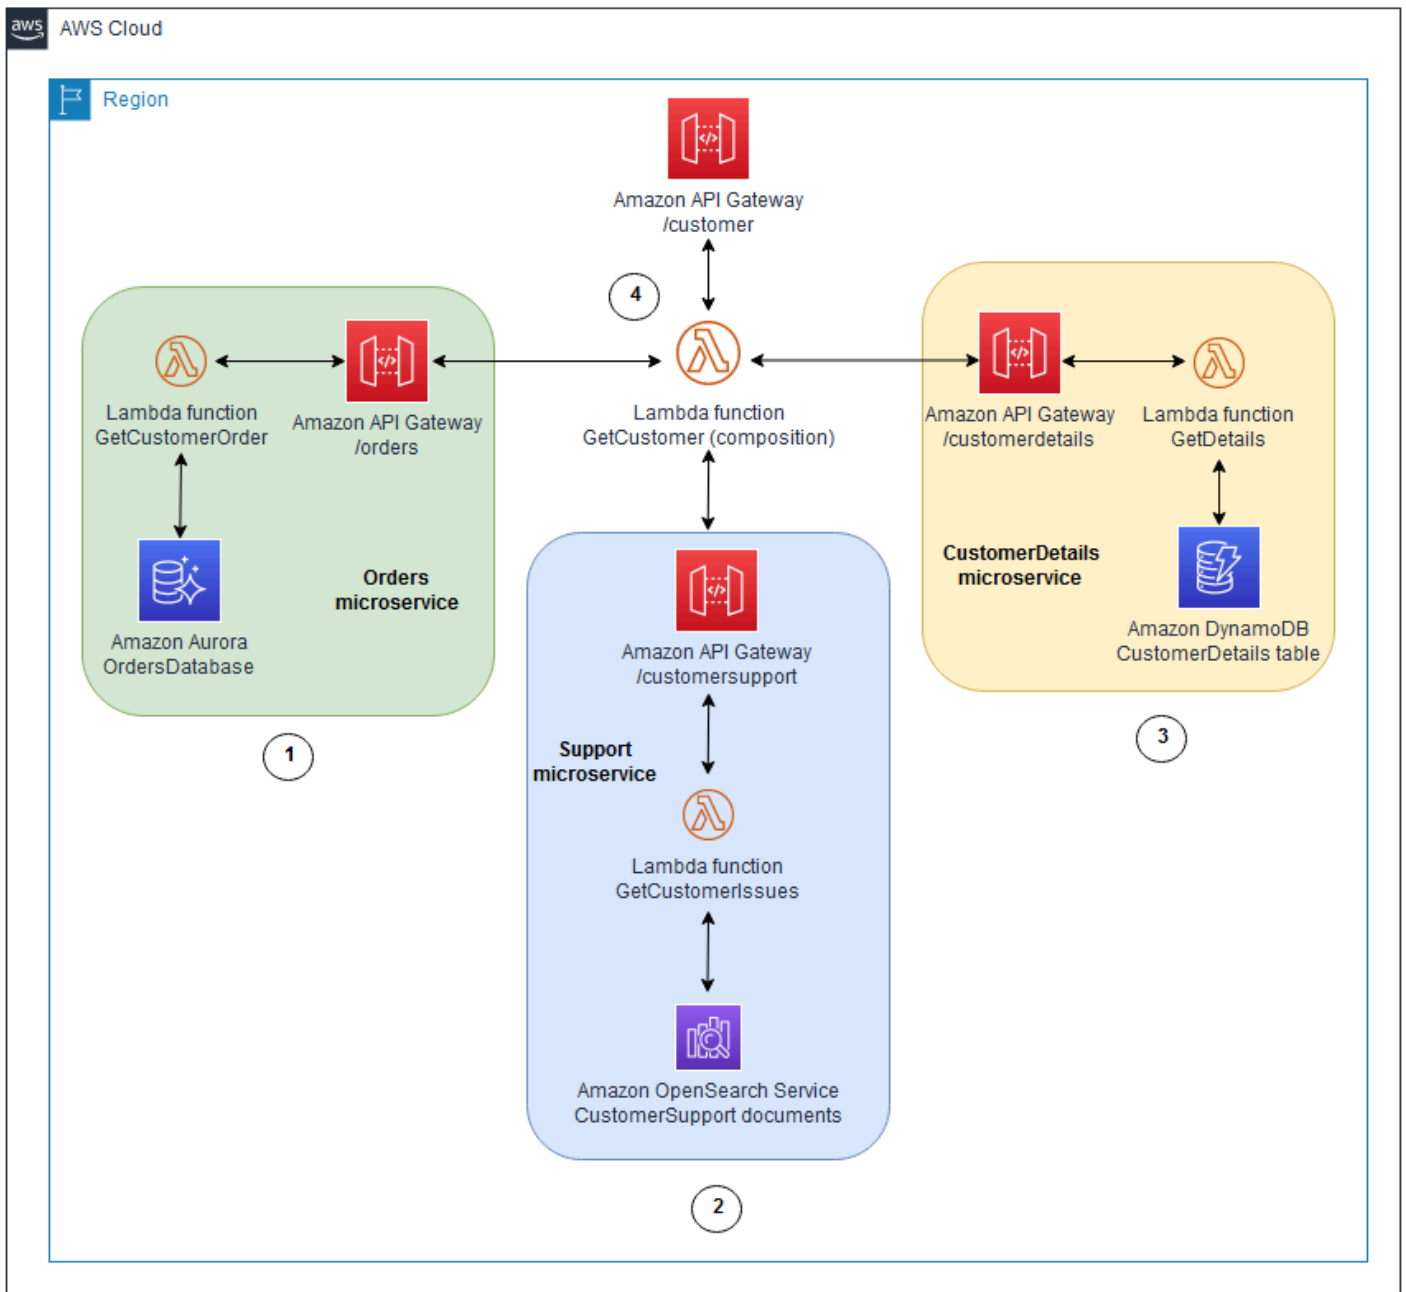 aws
AWS Cloud
Region
Amazon API Gateway
/customer
4
Lambda function
GetCustomerOrder
Amazon API Gateway
/orders
Lambda function
GetCustomer (composition)
Amazon API Gateway
/customerdetails
Lambda function
GetDetails
Orders
microservice
Amazon Aurora
OrdersDatabase
CustomerDetails
microservice
Amazon DynamoDB
CustomerDetails table
1
3
Amazon API Gateway
/customersupport
Support
microservice
Lambda function
GetCustomerIssues
Amazon OpenSearch Service
CustomerSupport documents
2